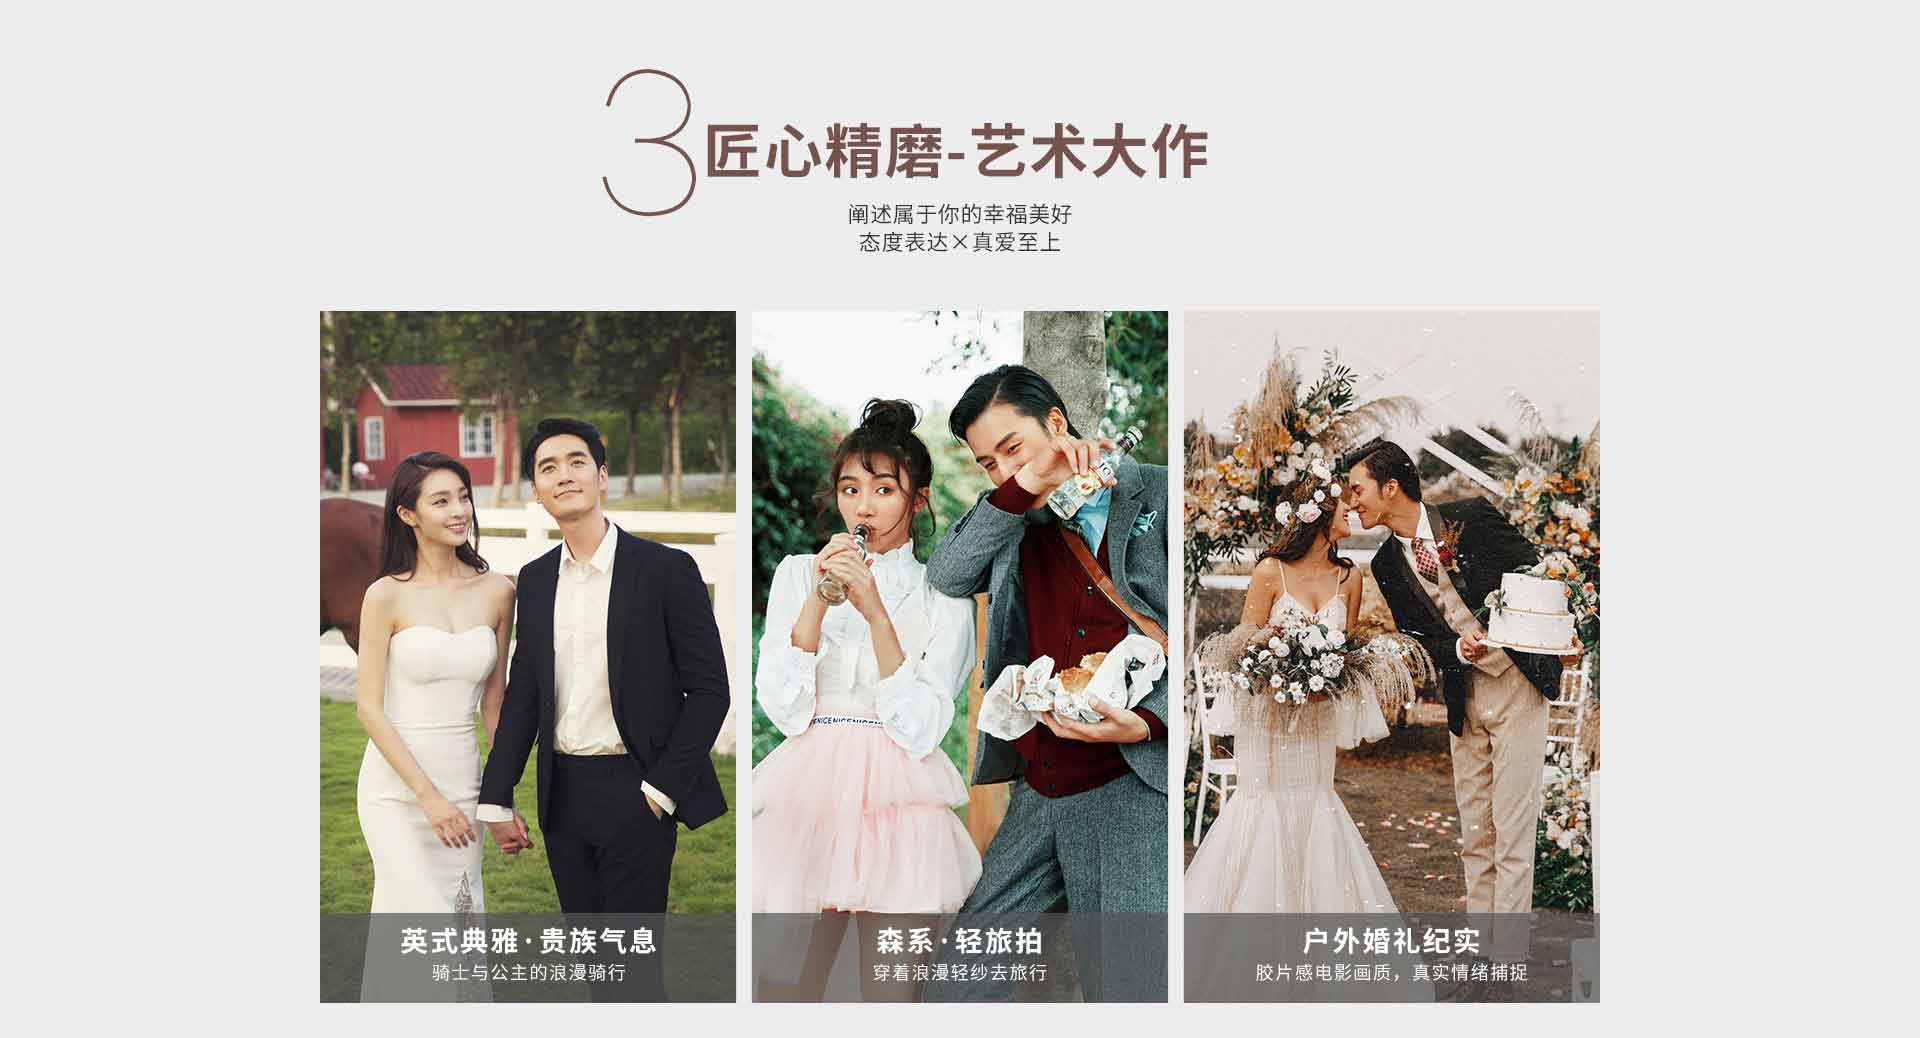 3 匠心精磨-艺术大作
阐述属于你的幸福美好
态度表达×真爱至上
ENICENICENICENI
英式典雅·贵族气息
骑士与公主的浪漫骑行
森系·轻旅拍
穿着浪漫轻纱去旅行
户外婚礼纪实
胶片感电影画质，真实情绪捕捉